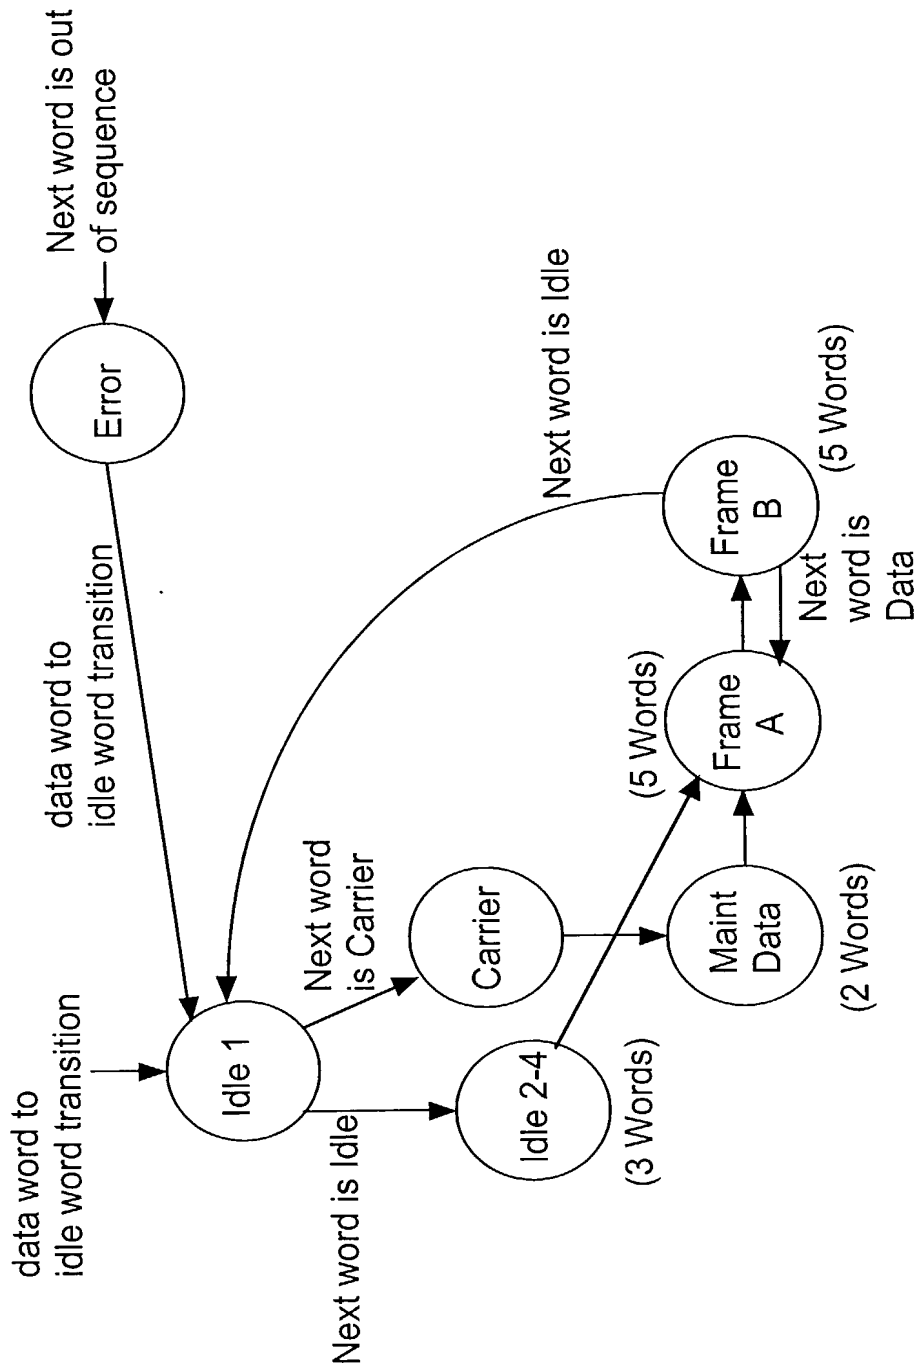 data word to
idle word transition
Idle 1
data word to
idle word transition
Error
Next word is out
of sequence
Next word is Idle
Next word
is Carrier
Carrier
Idle 2-4
(3 Words)
Maint
Data
(2 Words)
(5 Words)
Frame
A
Frame
B
(5 Words)
Next
word is
Data
Next word is Idle